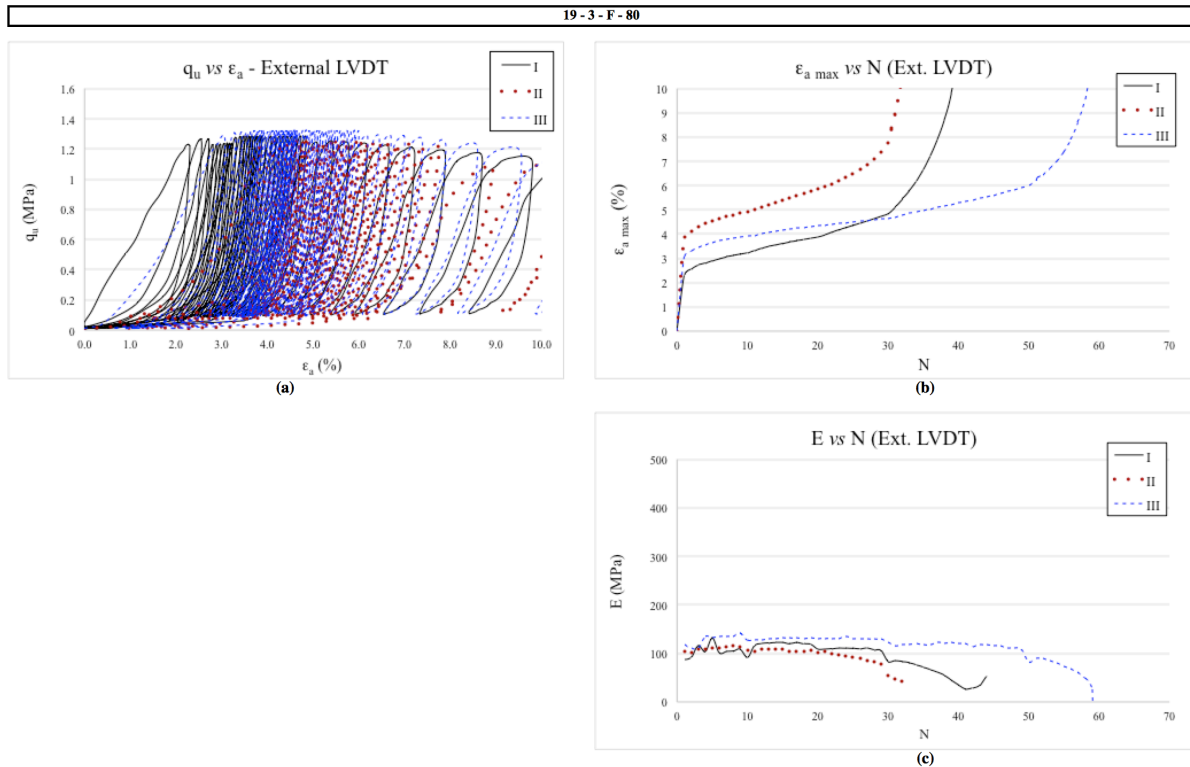 19 - 3 - F - 80
qu vs εa - External LVDT
I
II
III
1.6
1.4
1.2
1
0.8
0.6
0.4
0.2
0
qu (MPa)
0.0 1.0 2.0 3.0 4.0 5.0 6.0 7.0 8.0 9.0 10.0
εa (%)
(a)
εa max vs N (Ext. LVDT)
I
II
III
10
9
8
7
6
5
4
3
2
1
0
εa max (%)
0 10 20 30 40 50 60 70
N
(b)
E vs N (Ext. LVDT)
I
II
III
500
400
300
200
100
0
E (MPa)
0 10 20 30 40 50 60 70
N
(c)